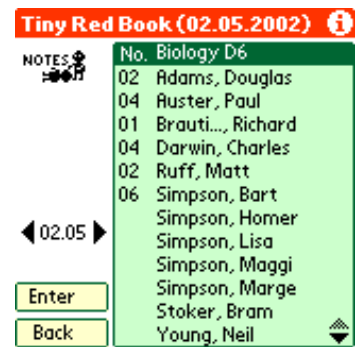 Tiny Red Book (02.05.2002) i
NOTES
No. Biology D6
02 Adams, Douglas
04 Auster, Paul
01 Brauti..., Richard
04 Darwin, Charles
02 Ruff, Matt
06 Simpson, Bart
Simpson, Homer
Simpson, Lisa
Simpson, Maggi
Simpson, Marge
Stoker, Bram
Young, Neil
02.05
Enter
Back